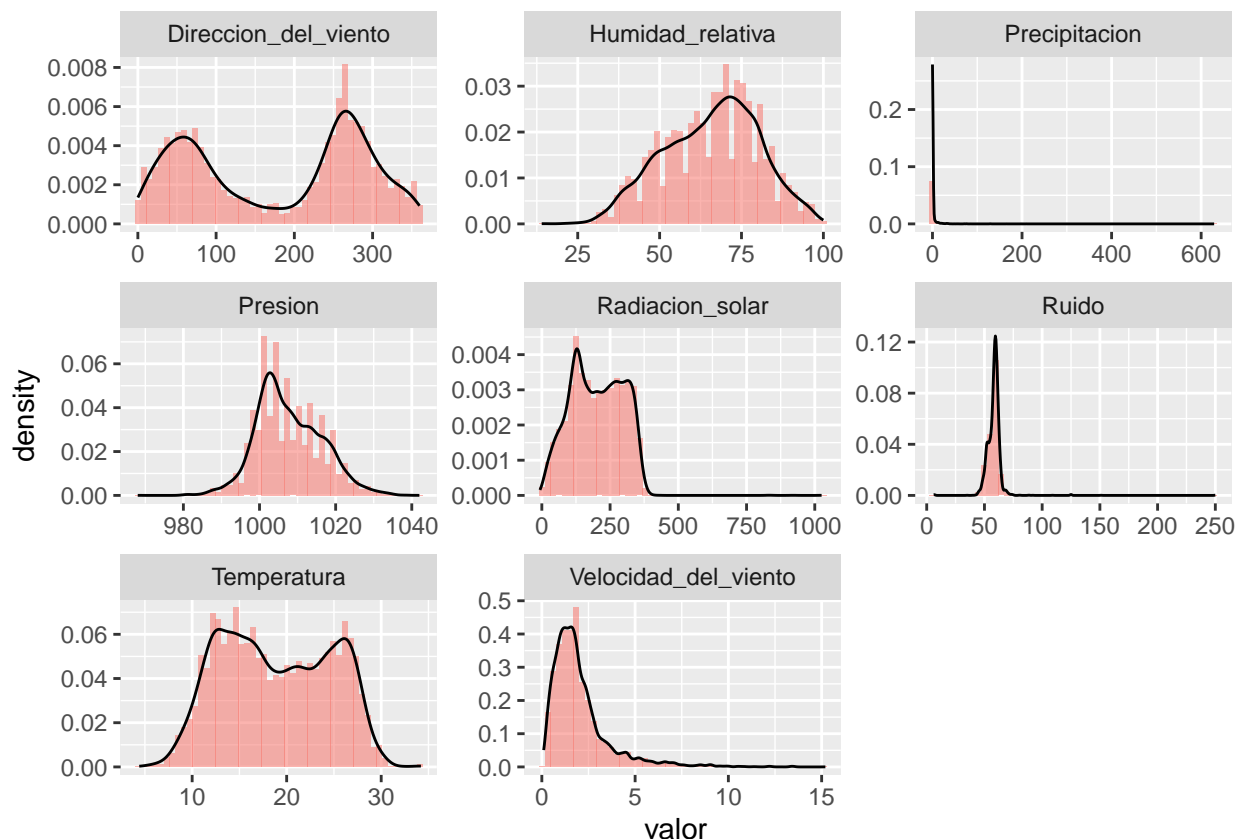 Direccion_del_viento
Humedad_relativa
Precipitacion
0.008
0.006
0.004
0.002
0.000
0.03
0.02
0.01
0.00
0.2
0.1
0.0
0 100 200 300
25 50 75 100
0 200 400 600
Presion
Radiacion_solar
Ruido
0.06
0.04
0.02
0.00
0.004
0.003
0.002
0.001
0.000
0.12
0.08
0.04
0.00
980 1000 1020 1040
0 250 500 750 1000
0 50 100 150 200 250
Temperatura
Velocidad_del_viento
0.06
0.04
0.02
0.00
0.5
0.4
0.3
0.2
0.1
0.0
10 20 30
0 5 10 15
density
valor